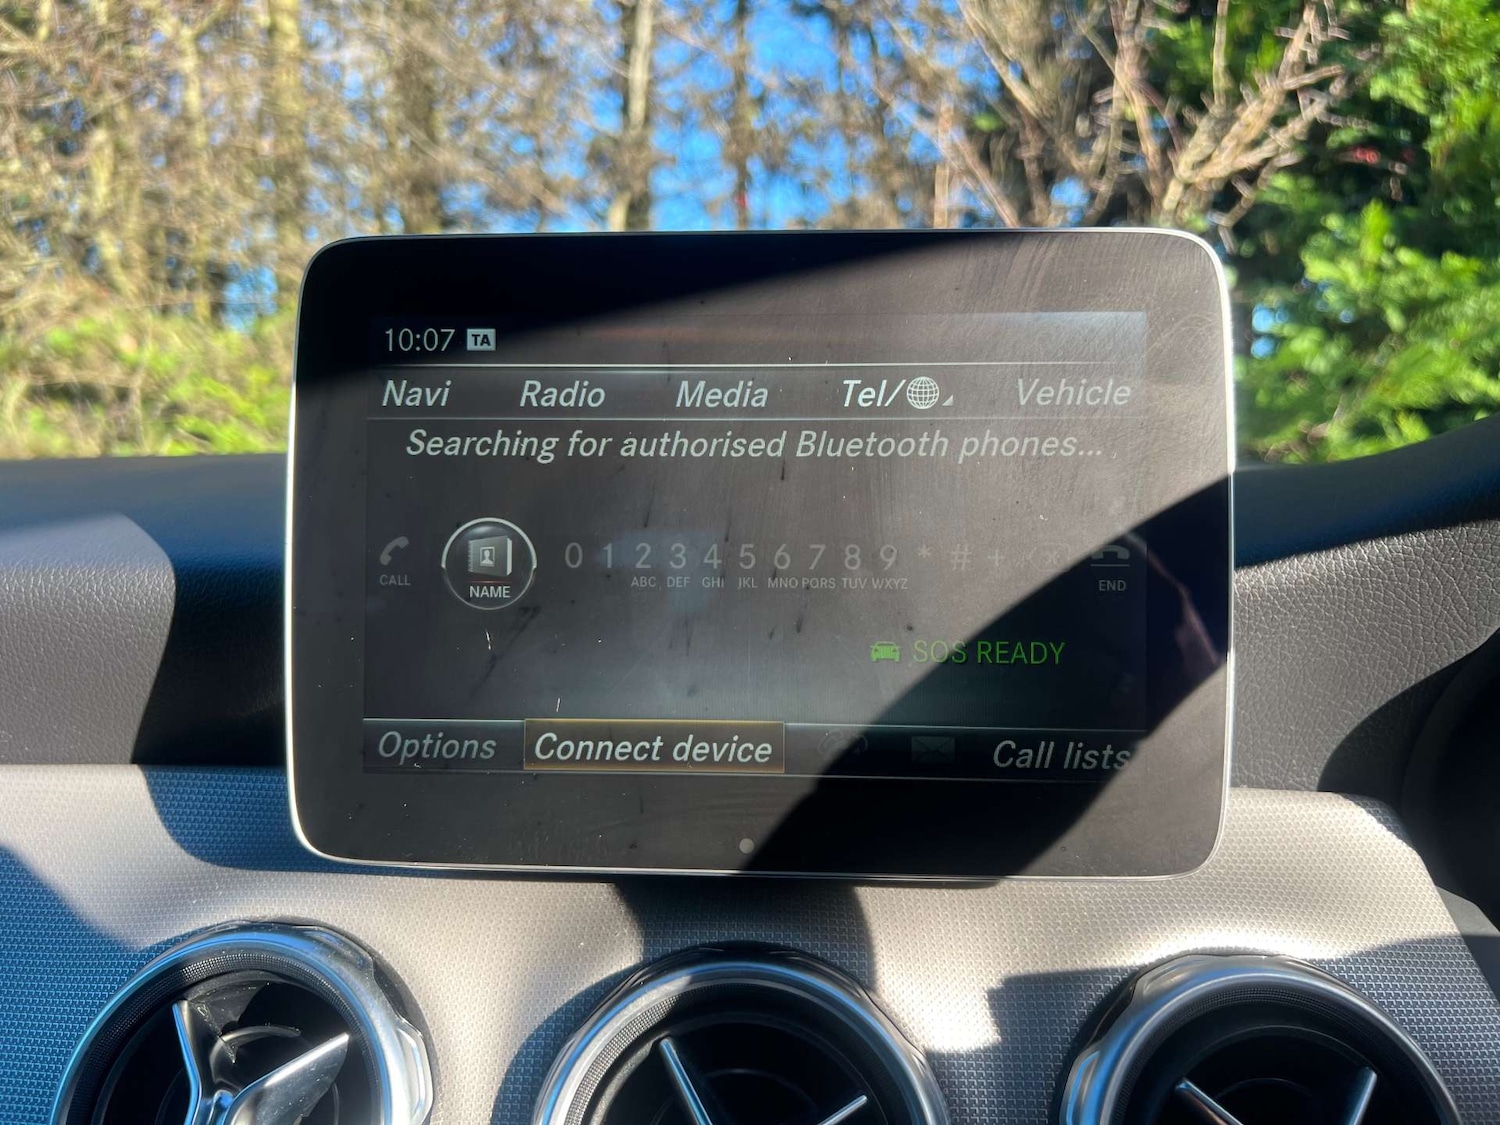 10:07 TA
Navi Radio Media Tel/ Vehicle
Searching for authorised Bluetooth phones...
0 1 2 3 4 5 6 7 8 9 * # +
CALL NAME ABC DEF GHI JKL MNO PQRS TUV WXYZ END
SOS READY
Options Connect device Call lists